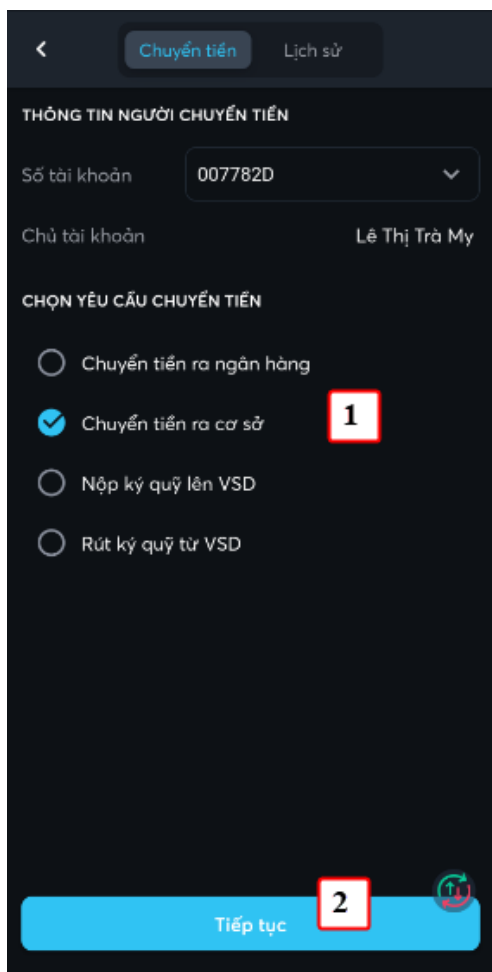 Chuyển tiền Lịch sử
THÔNG TIN NGƯỜI CHUYỂN TIỀN
Số tài khoản 007782D
Chủ tài khoản Lê Thị Trà My
CHỌN YÊU CẦU CHUYỂN TIỀN
Chuyển tiền ra ngân hàng
Chuyển tiền ra cơ sở 1
Nộp ký quỹ lên VSD
Rút ký quỹ từ VSD
Tiếp tục 2